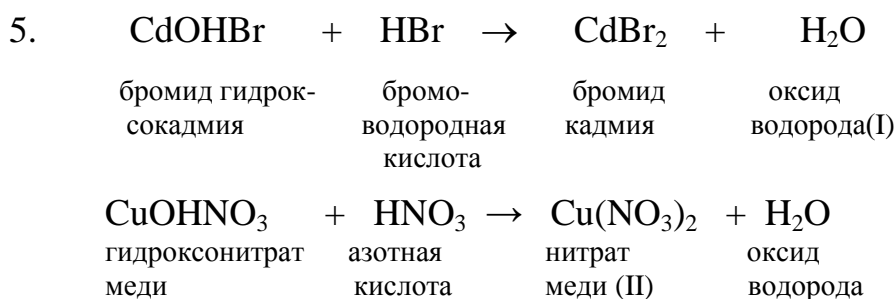 5. CdOHBr + HBr → CdBr₂ + H₂O
бромид гидрок- бромо- бромид оксид
сокадмия водородная кадмия водорода(I)
кислота
CuOHNO₃ + HNO₃ → Cu(NO₃)₂ + H₂O
гидроксонитрат азотная нитрат оксид
меди кислота меди (II) водорода